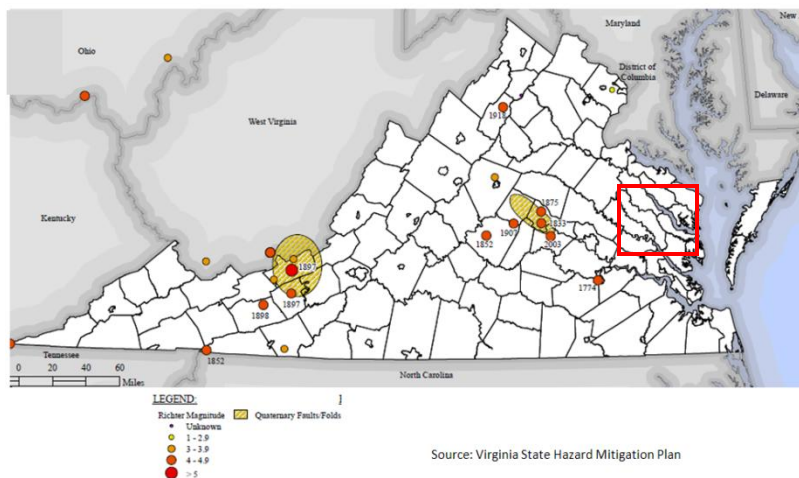 Maryland
New
Ohio
District of
Columbia
Delaware
1918
West Virginia
1875
Kentucky
1833
1907
1852
2003
1897
1774
1897
1898
Tennessee
1852
0 20 40 60
Miles
North Carolina
LEGEND:
Richter Magnitude Quaternary Faults/Folds
Unknown
1 - 2.9
3 - 3.9
4 - 4.9
> 5
Source: Virginia State Hazard Mitigation Plan